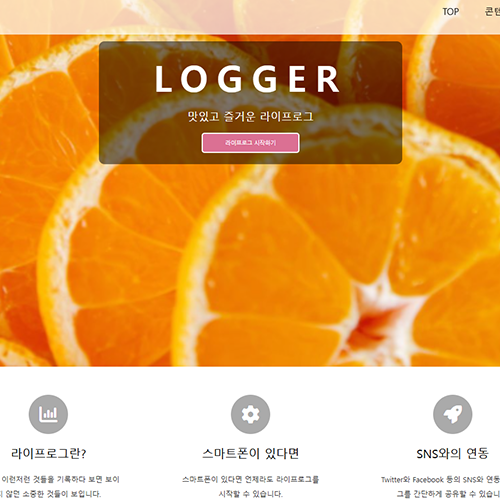 TOP 콘텐
LOGGER
맛있고 즐거운 라이프로그
라이프로그 시작하기
라이프로그란? 스마트폰이 있다면 SNS와의 연동
이런저런 것들을 기록하다 보면 보이 스마트폰이 있다면 언제라도 라이프로그를 Twitter와 Facebook 등의 SNS와 연동
않던 소중한 것들이 보입니다. 시작할 수 있습니다. 그를 간단하게 공유할 수 있습니